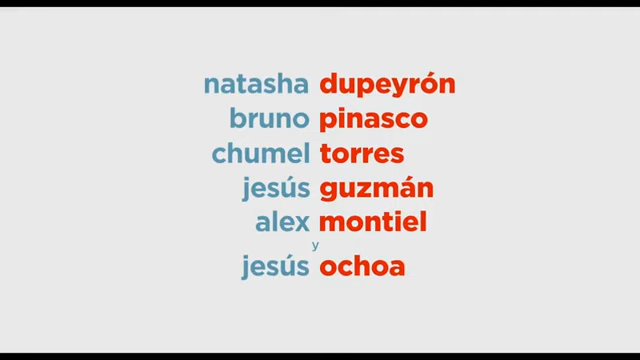 natasha dupeyrón
bruno pinasco
chumel torres
jesús guzmán
alex montiel
y
jesús ochoa